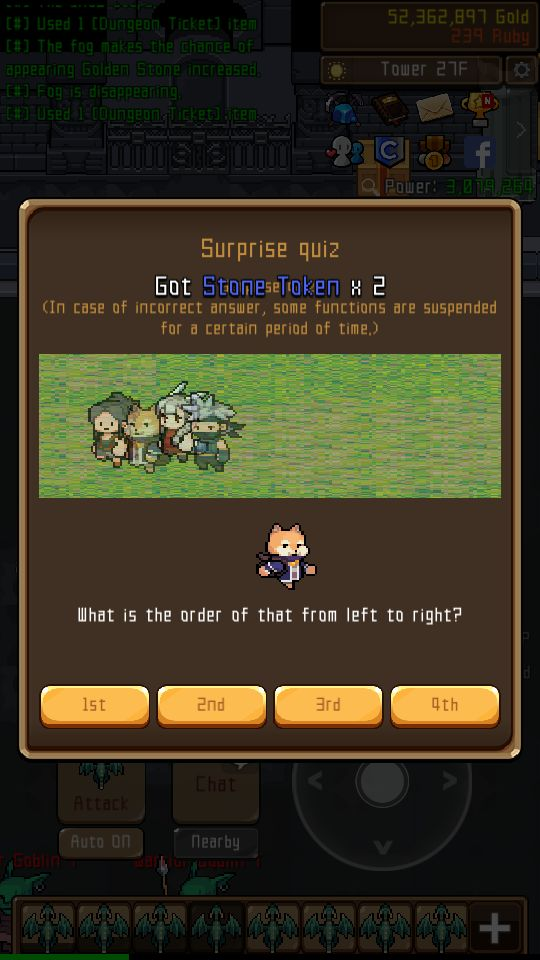 [#] Used 1 [Dungeon Ticket] item
[#] The fog makes the chance of
appearing Golden Stone increased.
[#] Fog is disappearing.
[#] Used 1 [Dungeon Ticket] item
52,362,897 Gold
239 Ruby
Tower 27F
N
C
f
Power: 3,079,264
Surprise quiz
Got Stone Token x 2
(In case of incorrect answer, some functions are suspended
for a certain period of time.)
What is the order of that from left to right?
1st
2nd
3rd
4th
Attack
Chat
Auto ON
Nearby